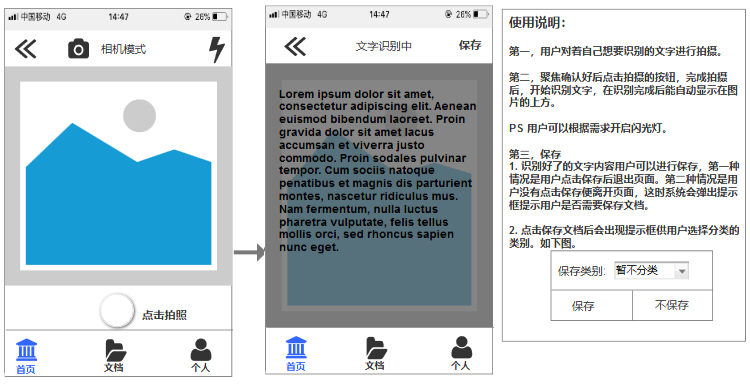 中国移动 4G 14:47 26%
相机模式
点击拍照
首页 文档 个人
中国移动 4G 14:47 26%
文字识别中 保存
Lorem ipsum dolor sit amet,
consectetur adipiscing elit. Aenean
euismod bibendum laoreet. Proin
gravida dolor sit amet lacus
accumsan et viverra justo
commodo. Proin sodales pulvinar
tempor. Cum sociis natoque
penatibus et magnis dis parturient
montes, nascetur ridiculus mus.
Nam fermentum, nulla luctus
pharetra vulputate, felis tellus
mollis orci, sed rhoncus sapien
nunc eget.
首页 文档 个人
使用说明：
第一，用户对着自己想要识别的文字进行拍摄。
第二，聚焦确认好后点击拍摄的按钮，完成拍摄
后，开始识别文字，在识别完成后能自动显示在图
片的上方。
PS 用户可以根据需求开启闪光灯。
第三，保存
1. 识别好了的文字内容用户可以进行保存，第一种
情况是用户点击保存后退出页面。第二种情况是用
户没有点击保存便离开页面，这时系统会弹出提示
框提示用户是否需要保存文档。
2. 点击保存文档后会出现提示框供用户选择分类的
类别。如下图。
保存类别: 暂不分类
保存 不保存